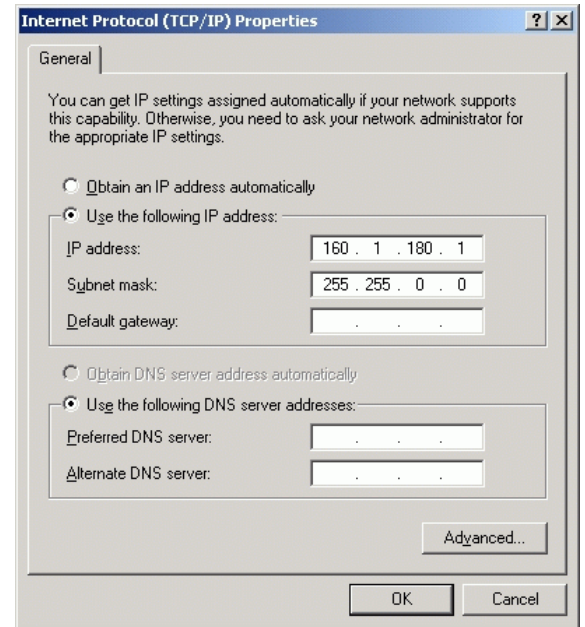 Internet Protocol (TCP/IP) Properties
General
You can get IP settings assigned automatically if your network supports
this capability. Otherwise, you need to ask your network administrator for
the appropriate IP settings.
Obtain an IP address automatically
Use the following IP address:
IP address: 160 . 1 . 180 . 1
Subnet mask: 255 . 255 . 0 . 0
Default gateway: . . .
Obtain DNS server address automatically
Use the following DNS server addresses:
Preferred DNS server: . . .
Alternate DNS server: . . .
Advanced...
OK Cancel